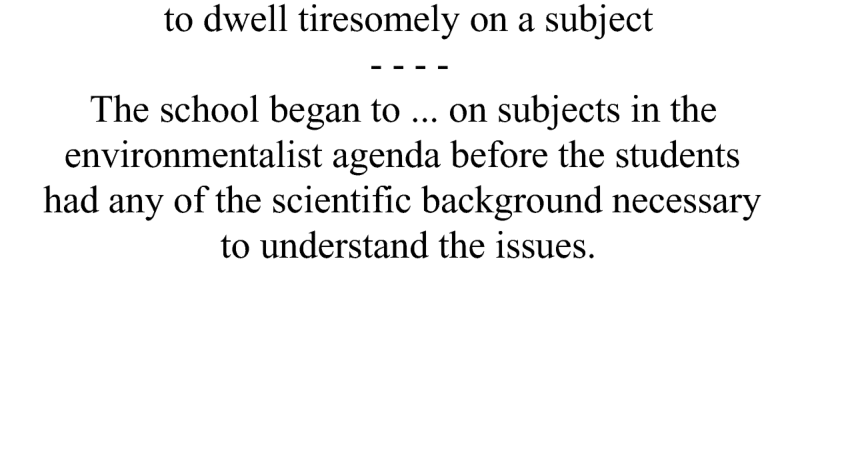 to dwell tiresomely on a subject
- - - -
The school began to ... on subjects in the
environmentalist agenda before the students
had any of the scientific background necessary
to understand the issues.